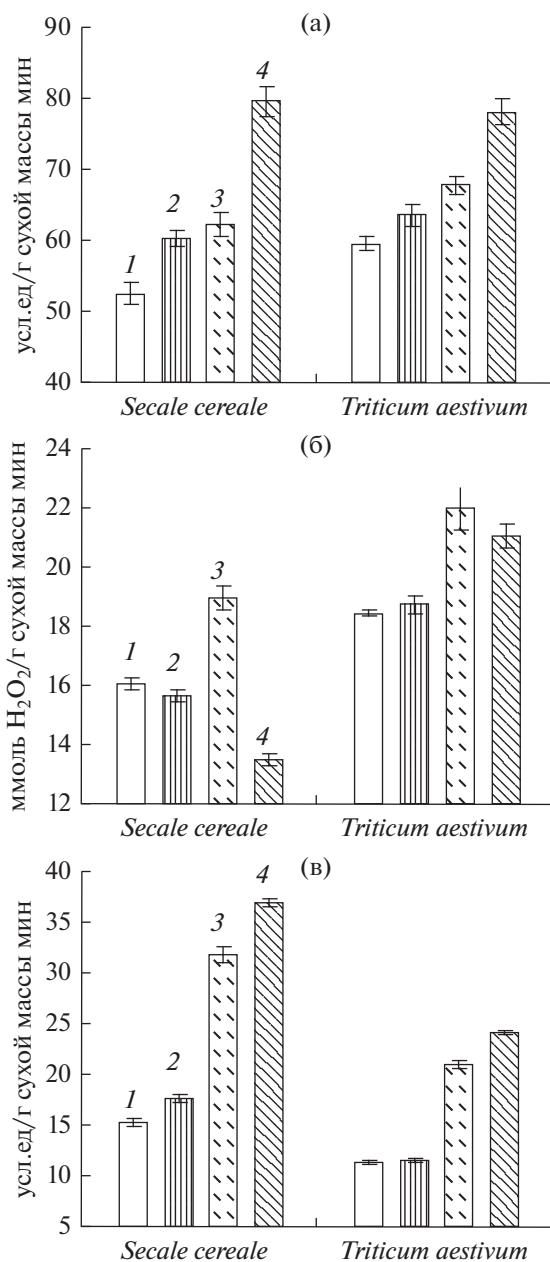 (а)
усл.ед/г сухой массы мин
90
80
70
60
50
40
1
2
3
4
Secale cereale
Triticum aestivum
(б)
ммоль H₂O₂/г сухой массы мин
24
22
20
18
16
14
12
1
2
3
4
Secale cereale
Triticum aestivum
(в)
усл.ед/г сухой массы мин
40
35
30
25
20
15
10
5
1
2
3
4
Secale cereale
Triticum aestivum